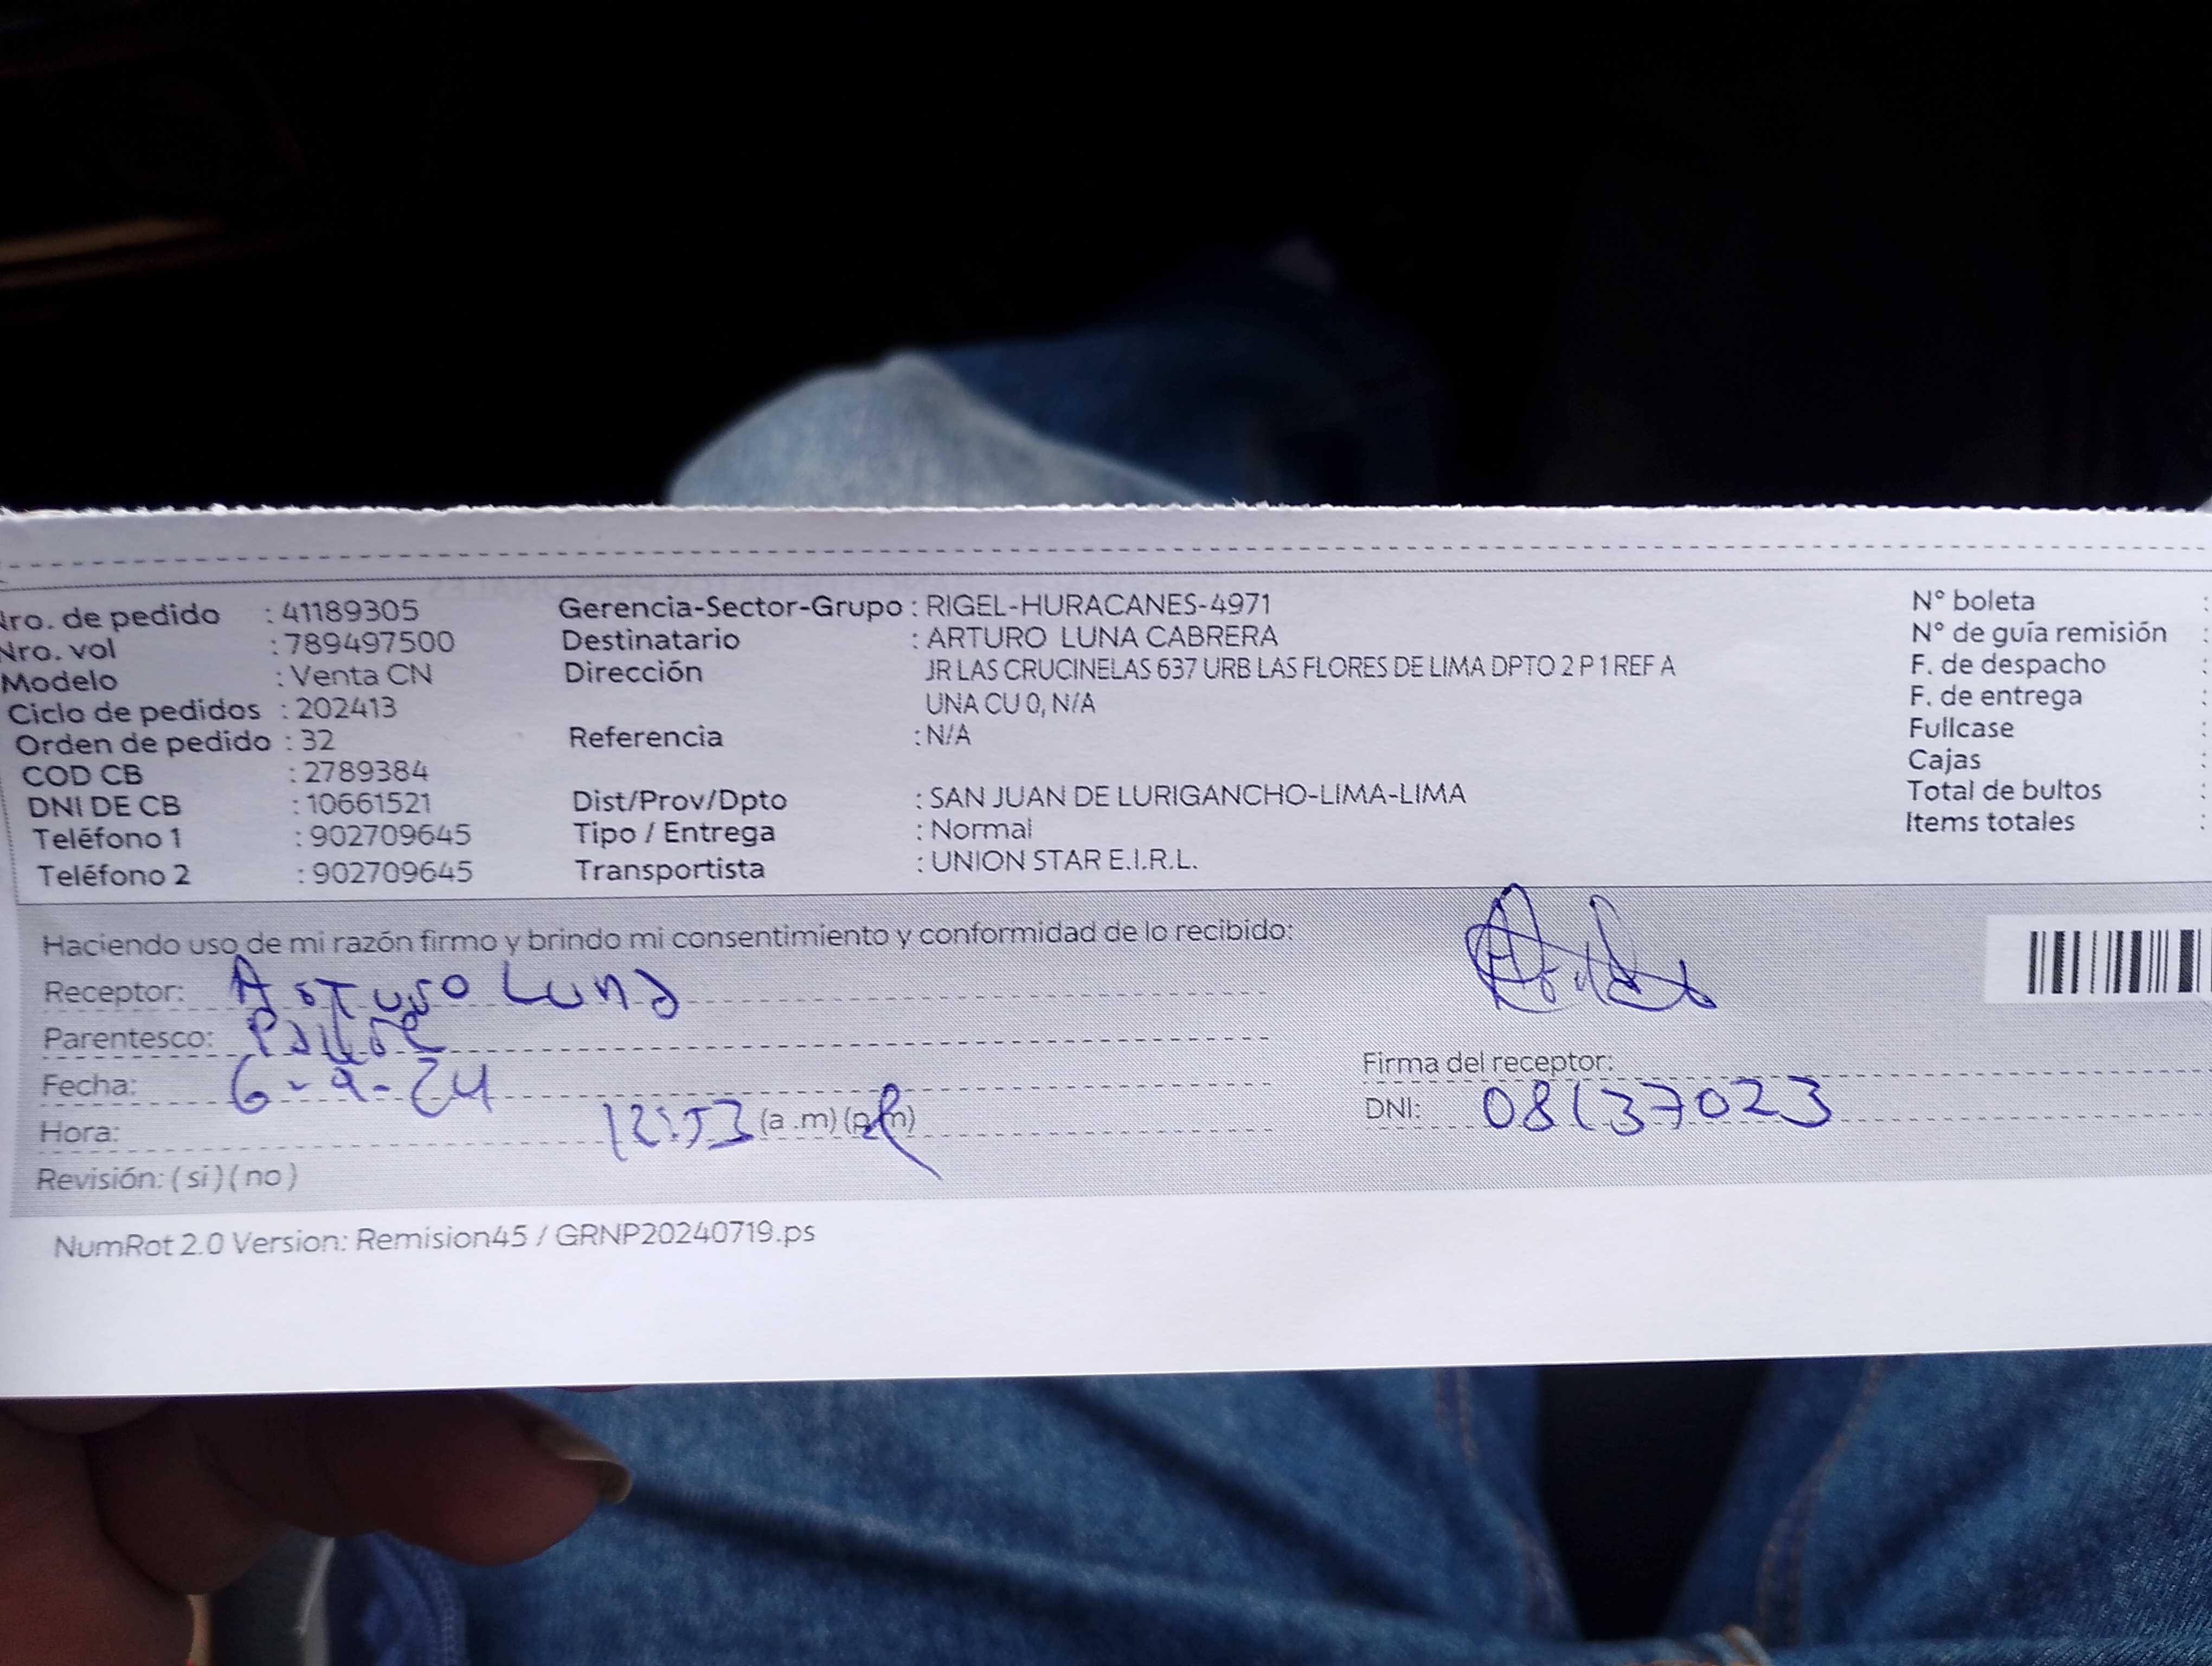 Nro. de pedido : 41189305
Nro. vol : 789497500
Modelo : Venta CN
Ciclo de pedidos : 202413
Orden de pedido : 32
COD CB : 2789384
DNI DE CB : 10661521
Teléfono 1 : 902709645
Teléfono 2 : 902709645
Gerencia-Sector-Grupo : RIGEL-HURACANES-4971
Destinatario : ARTURO LUNA CABRERA
Dirección JR LAS CRUCINELAS 637 URB LAS FLORES DE LIMA DPTO 2 P 1 REF A
UNA CU 0, N/A
Referencia : N/A
Dist/Prov/Dpto : SAN JUAN DE LURIGANCHO-LIMA-LIMA
Tipo / Entrega : Normal
Transportista : UNION STAR E.I.R.L.
N° boleta :
N° de guía remisión :
F. de despacho :
F. de entrega :
Fullcase :
Cajas :
Total de bultos :
Items totales :
Haciendo uso de mi razón firmo y brindo mi consentimiento y conformidad de lo recibido:
Receptor: Arturo Luna
Parentesco: Padre
Fecha: 6-9-24
Hora: 12:53 (a .m) (p.m)
Revisión: ( si ) ( no )
Firma del receptor:
DNI: 08137023
NumRot 2.0 Version: Remision45 / GRNP20240719.ps